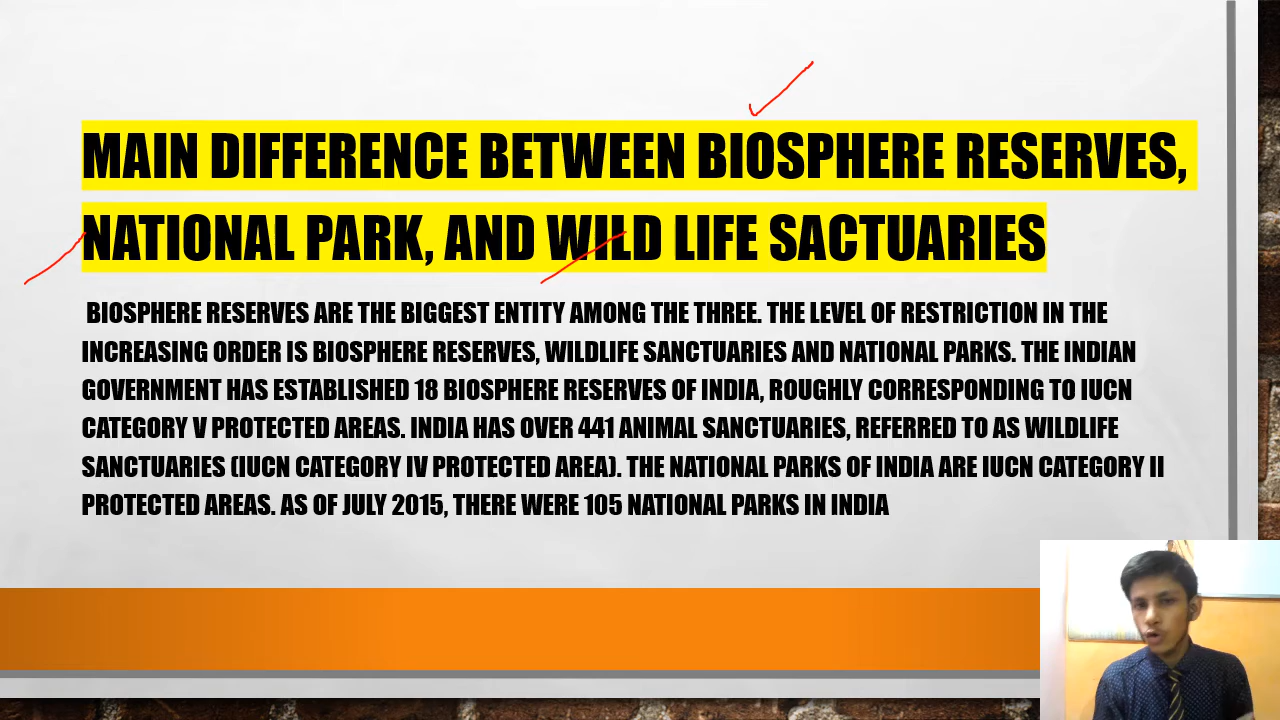 MAIN DIFFERENCE BETWEEN BIOSPHERE RESERVES,
NATIONAL PARK, AND WILD LIFE SACTUARIES
BIOSPHERE RESERVES ARE THE BIGGEST ENTITY AMONG THE THREE. THE LEVEL OF RESTRICTION IN THE
INCREASING ORDER IS BIOSPHERE RESERVES, WILDLIFE SANCTUARIES AND NATIONAL PARKS. THE INDIAN
GOVERNMENT HAS ESTABLISHED 18 BIOSPHERE RESERVES OF INDIA, ROUGHLY CORRESPONDING TO IUCN
CATEGORY V PROTECTED AREAS. INDIA HAS OVER 441 ANIMAL SANCTUARIES, REFERRED TO AS WILDLIFE
SANCTUARIES (IUCN CATEGORY IV PROTECTED AREA). THE NATIONAL PARKS OF INDIA ARE IUCN CATEGORY II
PROTECTED AREAS. AS OF JULY 2015, THERE WERE 105 NATIONAL PARKS IN INDIA